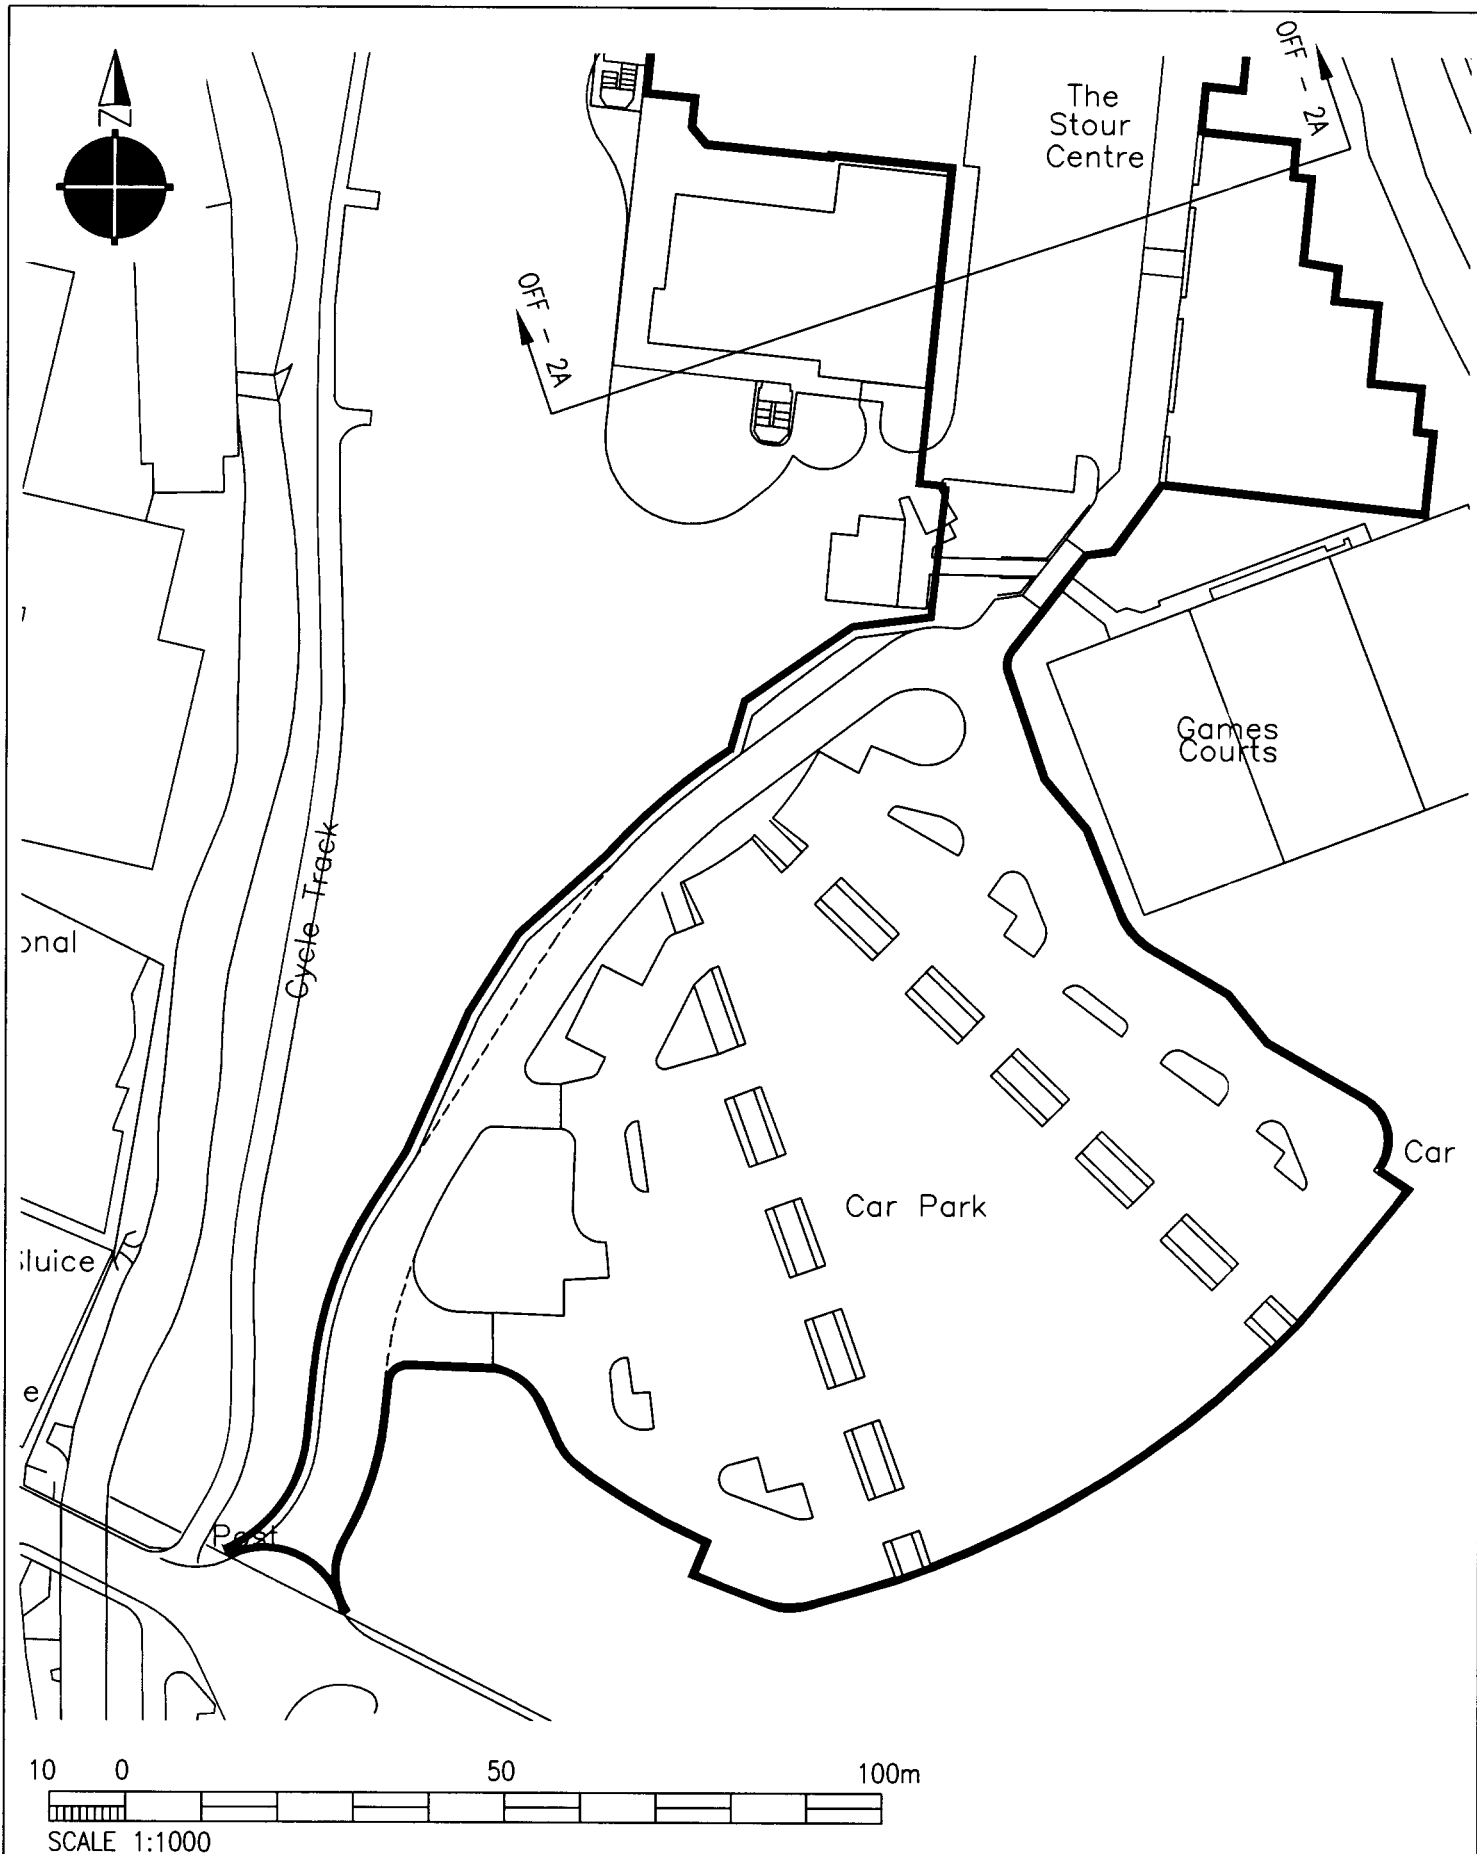 N
OFF - 2A
The
Stour
Centre
OFF - 2A
Games
Courts
Cycle Track
onal
Car
Car Park
Sluice
e
Post
10 0 50 100m
SCALE 1:1000